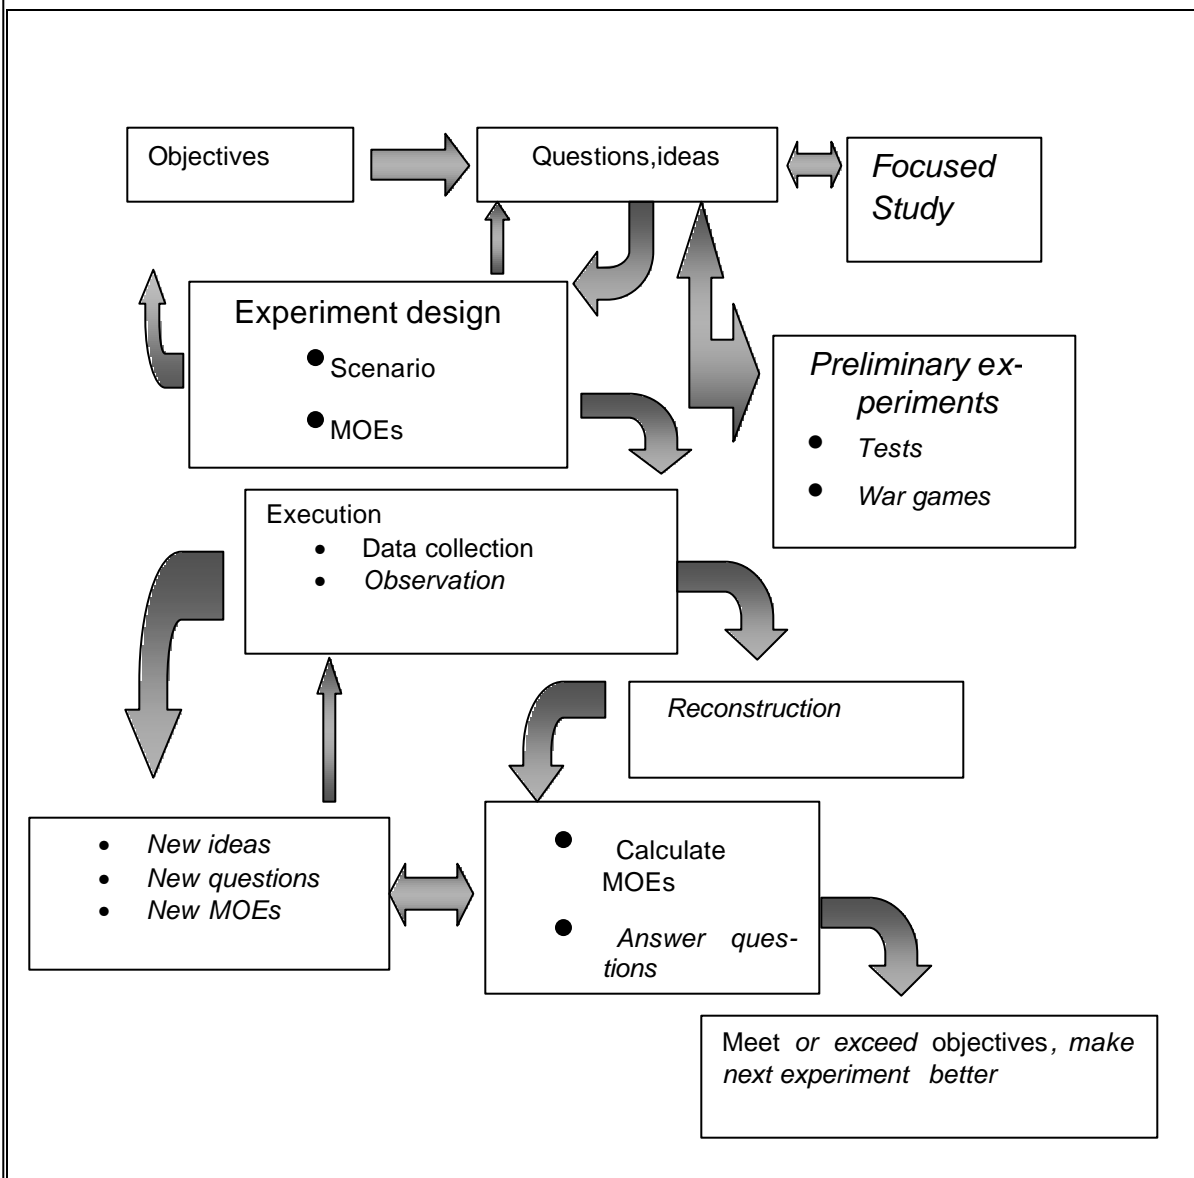 Objectives
Questions,ideas
Focused
Study
Experiment design
● Scenario
● MOEs
Preliminary ex-
periments
● Tests
● War games
Execution
• Data collection
• Observation
Reconstruction
• New ideas
• New questions
• New MOEs
● Calculate
MOEs
● Answer ques-
tions
Meet or exceed objectives, make
next experiment better